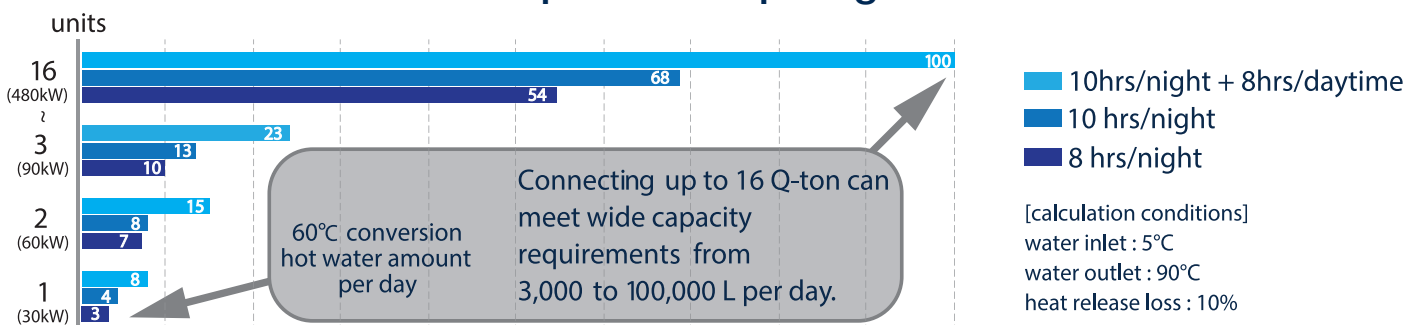 units
16
(480kW)
100
68
54
~
3
(90kW)
23
13
10
2
(60kW)
15
8
7
1
(30kW)
8
4
3
60℃ conversion
hot water amount
per day
Connecting up to 16 Q-ton can
meet wide capacity
requirements from
3,000 to 100,000 L per day.
10hrs/night + 8hrs/daytime
10 hrs/night
8 hrs/night
[calculation conditions]
water inlet : 5°C
water outlet : 90°C
heat release loss : 10%